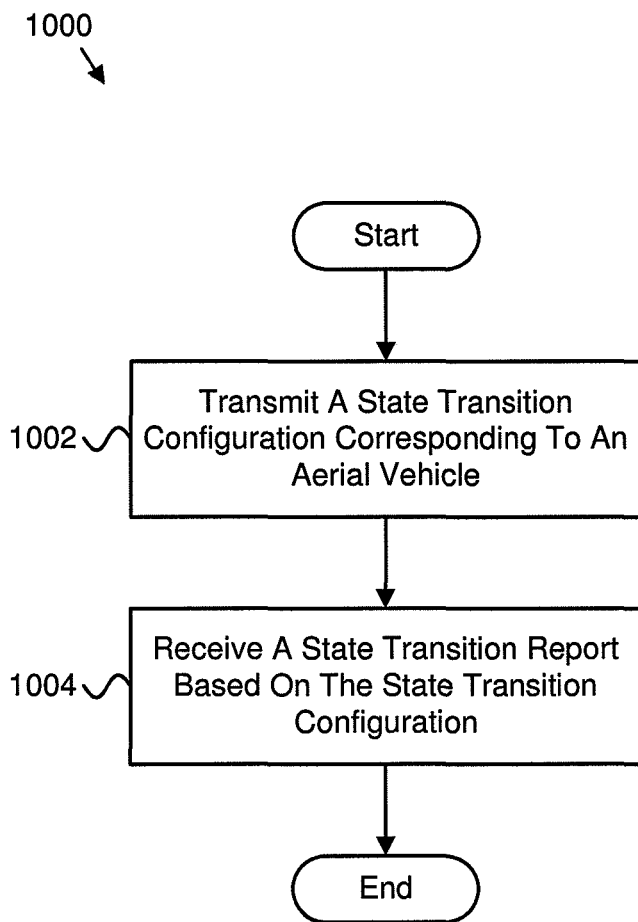 1000
Start
1002
Transmit A State Transition
Configuration Corresponding To An
Aerial Vehicle
1004
Receive A State Transition Report
Based On The State Transition
Configuration
End